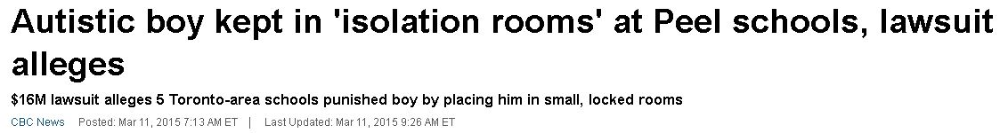 Autistic boy kept in 'isolation rooms' at Peel schools, lawsuit
alleges
$16M lawsuit alleges 5 Toronto-area schools punished boy by placing him in small, locked rooms
CBC News Posted: Mar 11, 2015 7:13 AM ET | Last Updated: Mar 11, 2015 9:26 AM ET